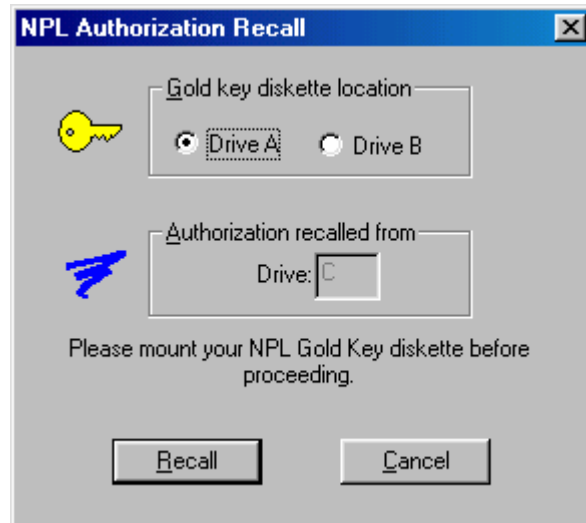 NPL Authorization Recall
Gold key diskette location
Drive A Drive B
Authorization recalled from
Drive: C
Please mount your NPL Gold Key diskette before
proceeding.
Recall Cancel